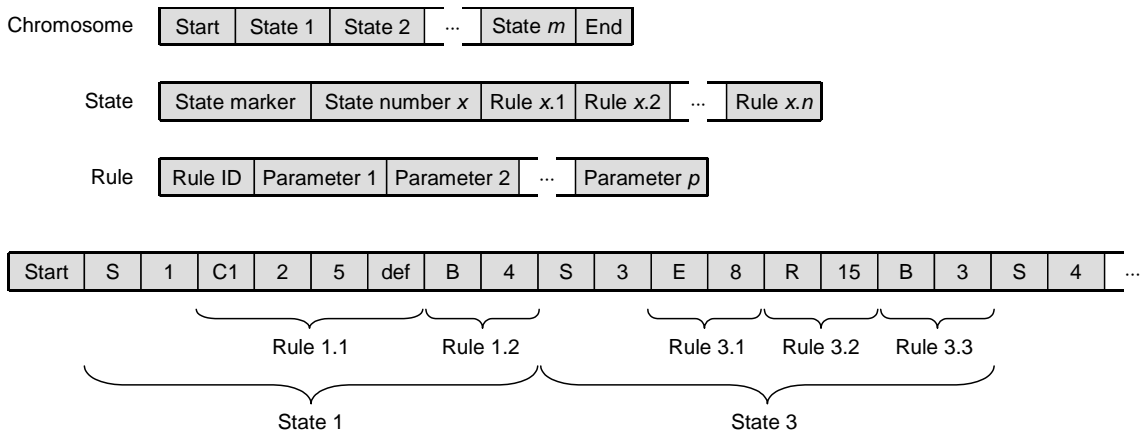 Chromosome Start State 1 State 2 ... State m End
State State marker State number x Rule x.1 Rule x.2 ... Rule x.n
Rule Rule ID Parameter 1 Parameter 2 ... Parameter p
Start S 1 C1 2 5 def B 4 S 3 E 8 R 15 B 3 S 4 ...
Rule 1.1 Rule 1.2 Rule 3.1 Rule 3.2 Rule 3.3
State 1 State 3